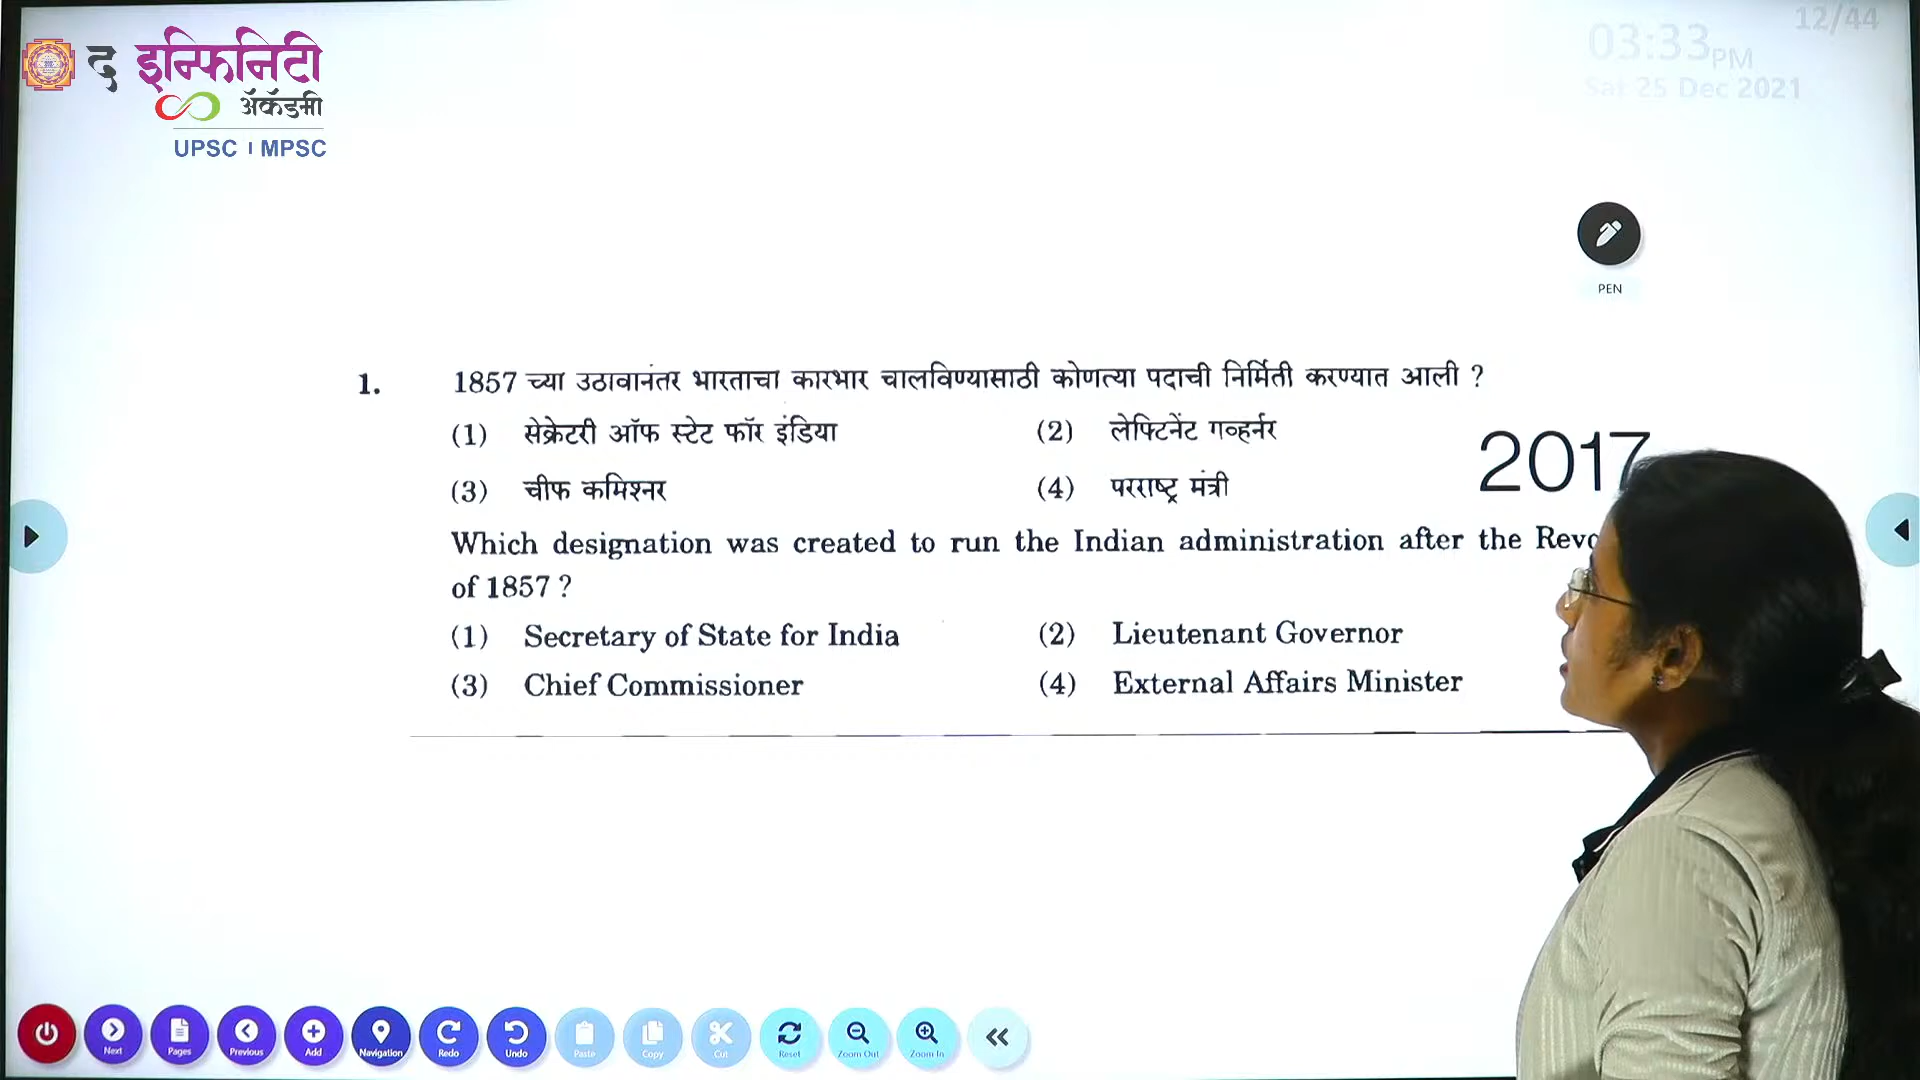 द इन्फिनिटी
ॲकॅडमी
UPSC | MPSC
12/44
03:33PM
Sat 25 Dec 2021
PEN
1. 1857 च्या उठावानंतर भारताचा कारभार चालविण्यासाठी कोणत्या पदाची निर्मिती करण्यात आली ?
(1) सेक्रेटरी ऑफ स्टेट फॉर इंडिया (2) लेफ्टिनेंट गव्हर्नर
2017
(3) चीफ कमिश्नर (4) परराष्ट्र मंत्री
Which designation was created to run the Indian administration after the
of 1857 ?
(1) Secretary of State for India (2) Lieutenant Governor
(3) Chief Commissioner (4) External Affairs Minister
Next Pages Previous Add Navigation Redo Undo Paste Copy Cut Reset Zoom Out Zoom In